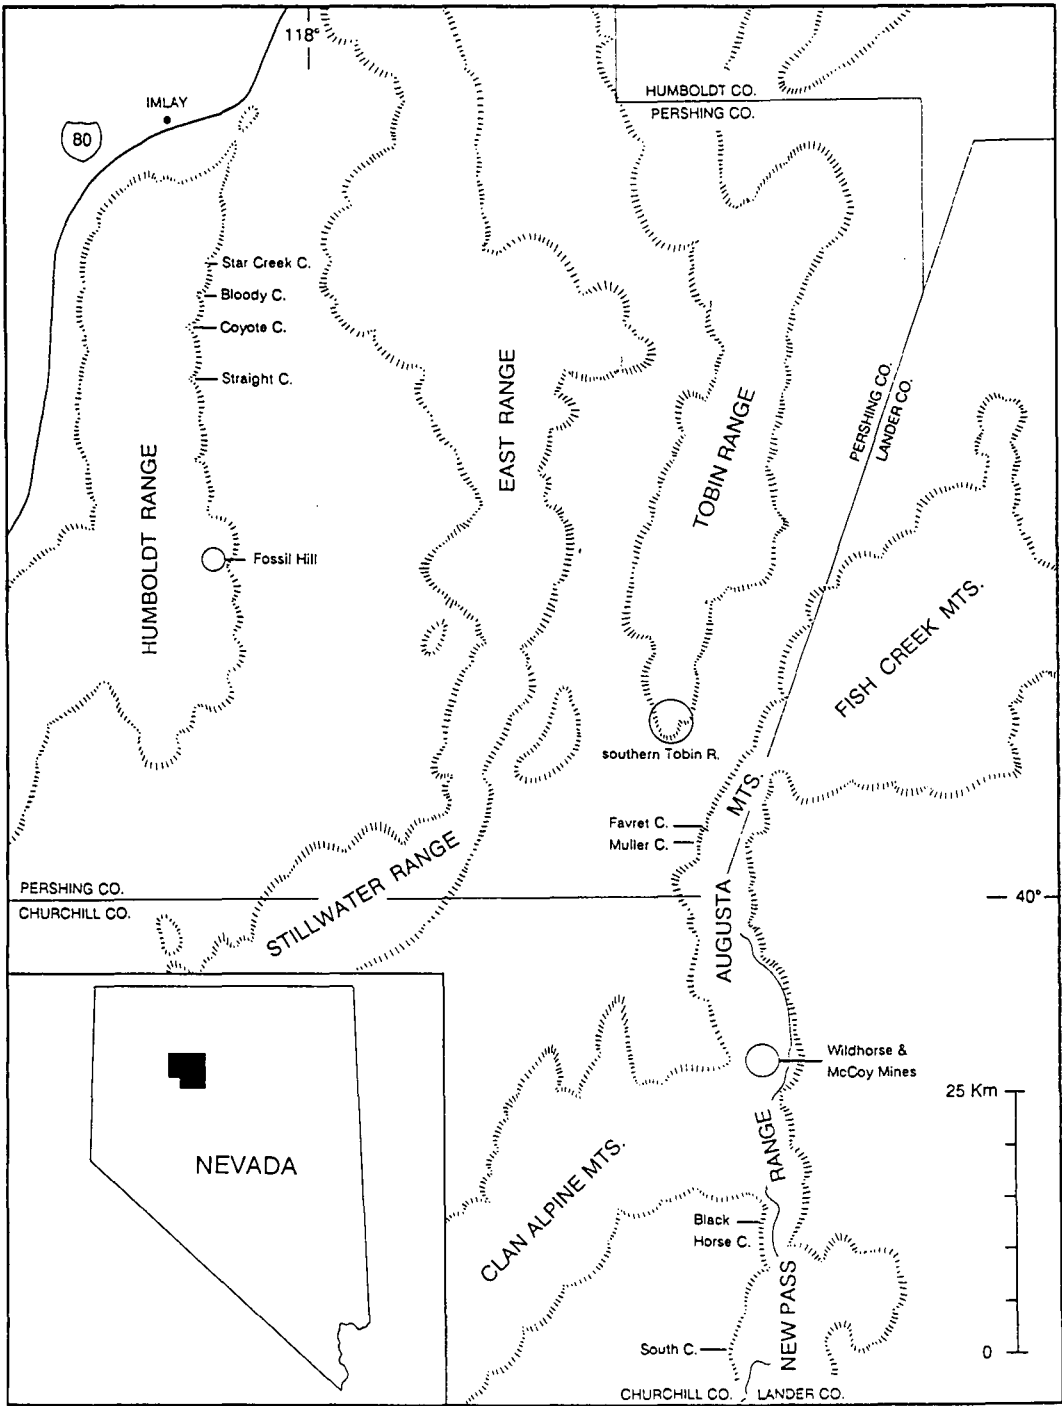 118°
IMLAY
80
HUMBOLDT CO.
PERSHING CO.
Star Creek C.
Bloody C.
Coyote C.
Straight C.
EAST RANGE
TOBIN RANGE
PERSHING CO.
LANDER CO.
HUMBOLDT RANGE
Fossil Hill
FISH CREEK MTS.
southern Tobin R.
Favret C.
Muller C.
AUGUSTA MTS.
STILLWATER RANGE
PERSHING CO.
CHURCHILL CO.
40°
Wildhorse &
McCoy Mines
25 Km
NEVADA
CLAN ALPINE MTS.
Black
Horse C.
NEW PASS RANGE
South C.
0
CHURCHILL CO.
LANDER CO.